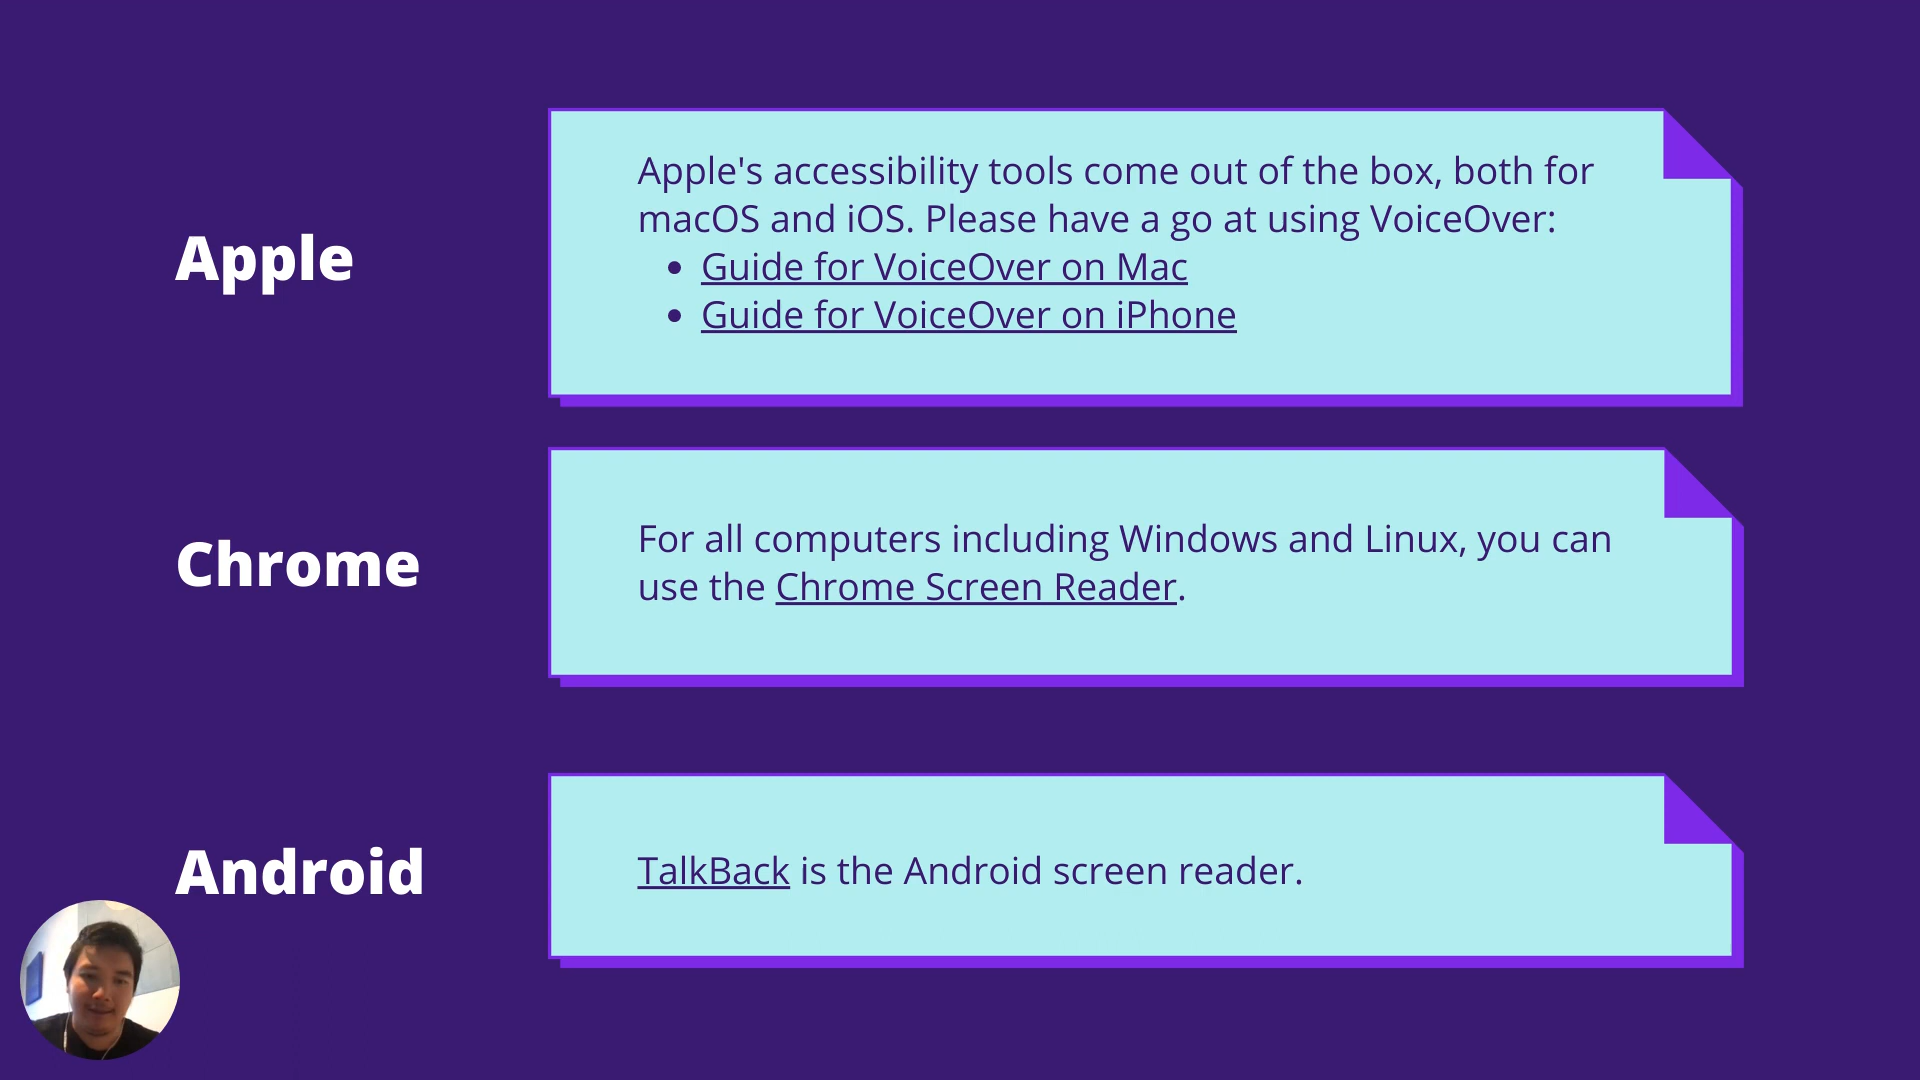 Apple
Apple's accessibility tools come out of the box, both for
macOS and iOS. Please have a go at using VoiceOver:
• Guide for VoiceOver on Mac
• Guide for VoiceOver on iPhone
Chrome
For all computers including Windows and Linux, you can
use the Chrome Screen Reader.
Android
TalkBack is the Android screen reader.